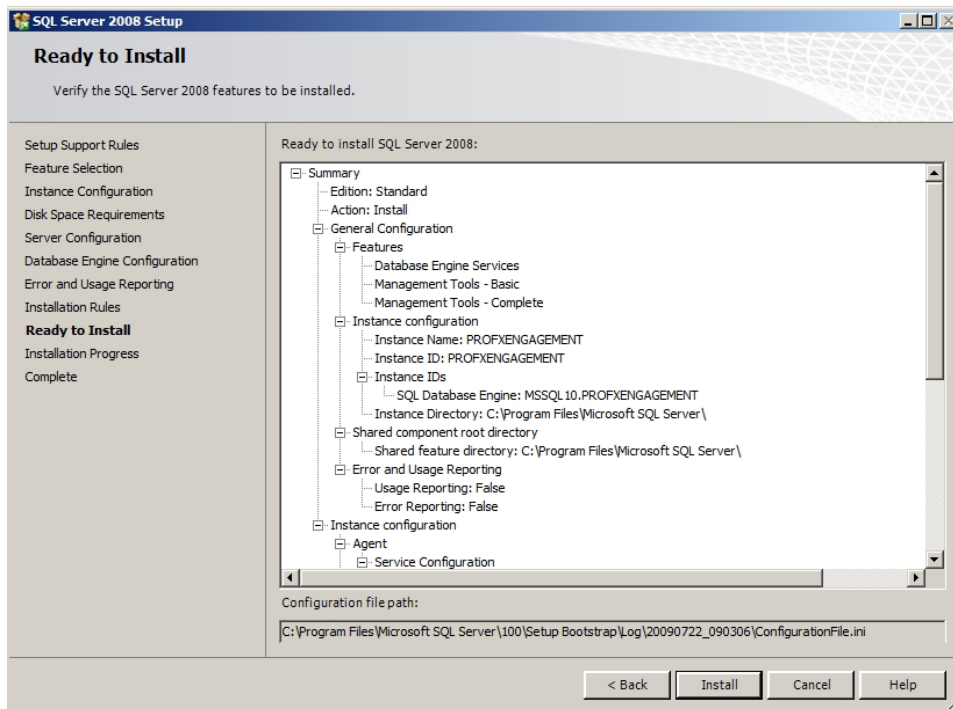 SQL Server 2008 Setup
Ready to Install
Verify the SQL Server 2008 features to be installed.
Setup Support Rules
Feature Selection
Instance Configuration
Disk Space Requirements
Server Configuration
Database Engine Configuration
Error and Usage Reporting
Installation Rules
Ready to Install
Installation Progress
Complete
Ready to install SQL Server 2008:
Summary
Edition: Standard
Action: Install
General Configuration
Features
Database Engine Services
Management Tools - Basic
Management Tools - Complete
Instance configuration
Instance Name: PROFXENGAGEMENT
Instance ID: PROFXENGAGEMENT
Instance IDs
SQL Database Engine: MSSQL10.PROFXENGAGEMENT
Instance Directory: C:\Program Files\Microsoft SQL Server\
Shared component root directory
Shared feature directory: C:\Program Files\Microsoft SQL Server\
Error and Usage Reporting
Usage Reporting: False
Error Reporting: False
Instance configuration
Agent
Service Configuration
Configuration file path:
C:\Program Files\Microsoft SQL Server\100\Setup Bootstrap\Log\20090722_090306\ConfigurationFile.ini
< Back Install Cancel Help